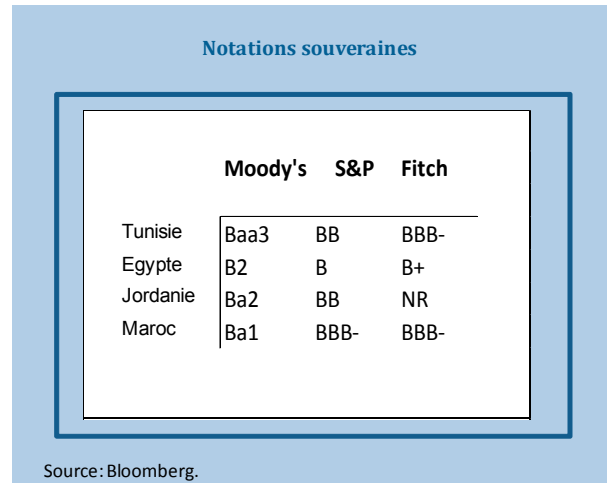 Notations souveraines
Moody's S&P Fitch
Tunisie Baa3 BB BBB-
Egypte B2 B B+
Jordanie Ba2 BB NR
Maroc Ba1 BBB- BBB-
Source: Bloomberg.